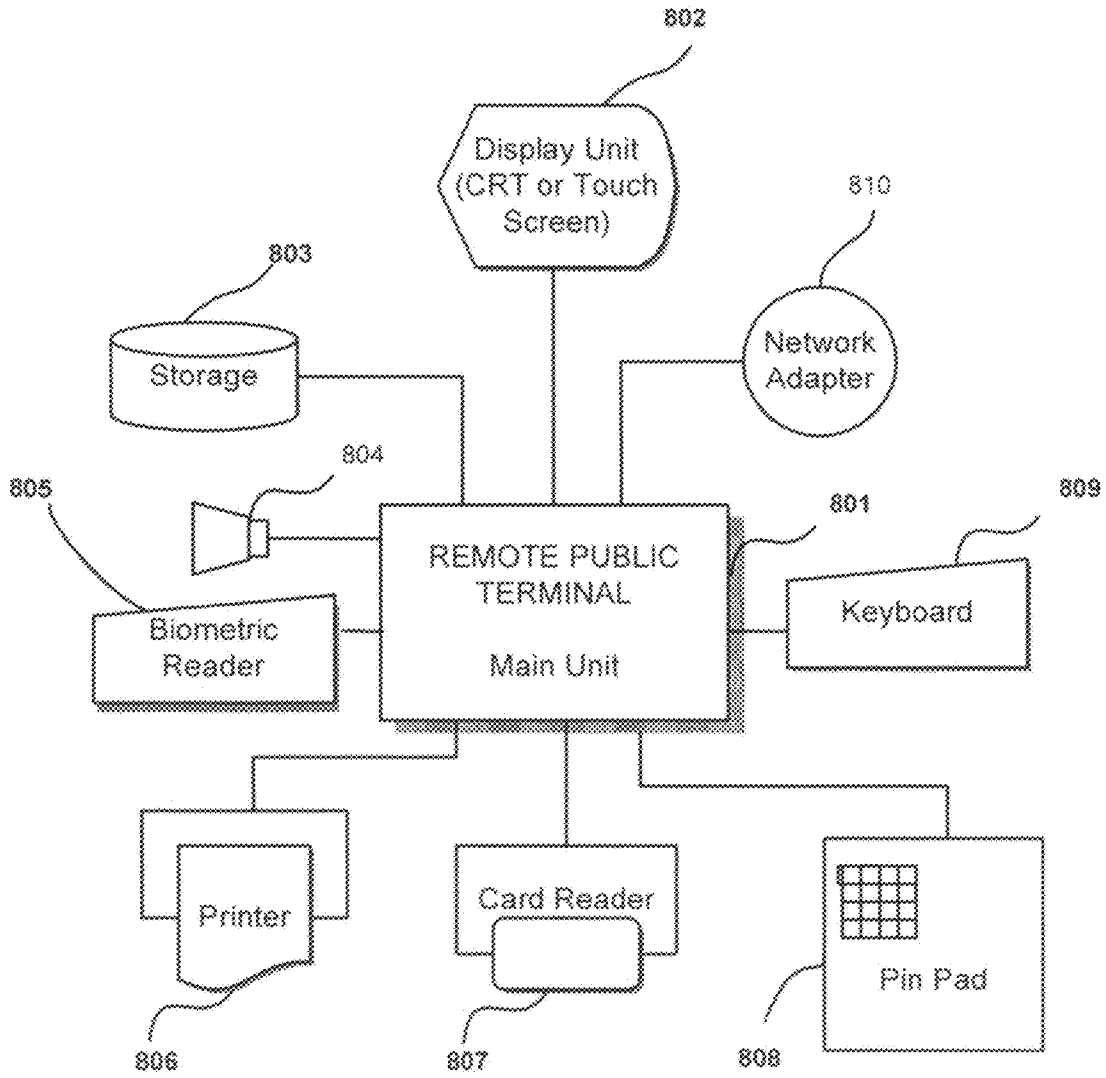 802
Display Unit
(CRT or Touch
Screen)
810
Network
Adapter
803
Storage
804
805
Biometric
Reader
REMOTE PUBLIC
TERMINAL
Main Unit
801
809
Keyboard
Printer
806
Card Reader
807
Pin Pad
808